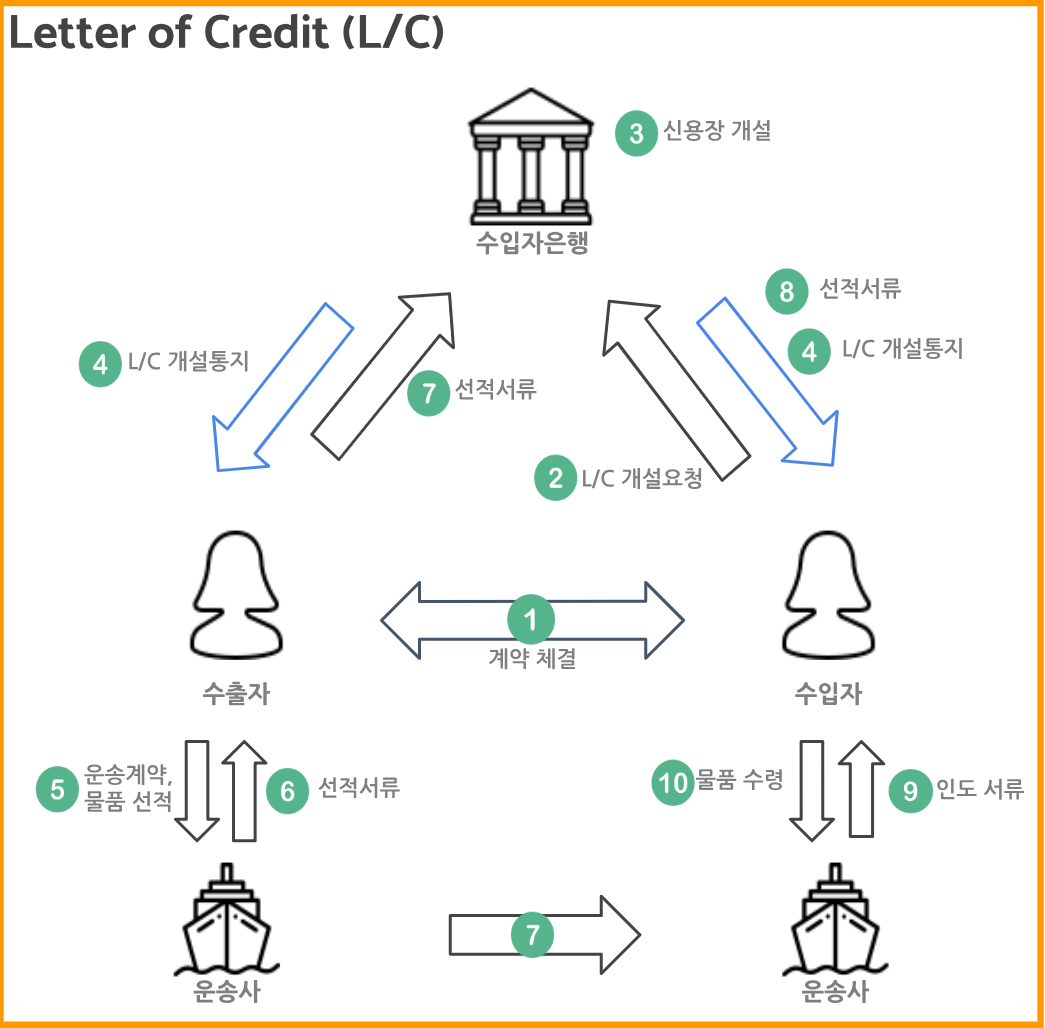 Letter of Credit (L/C)
3 신용장 개설
수입자은행
8 선적서류
4 L/C 개설통지
4 L/C 개설통지
7 선적서류
2 L/C 개설요청
1
계약 체결
수출자
수입자
5 운송계약,
물품 선적
6 선적서류
10 물품 수령
9 인도 서류
7
운송사
운송사